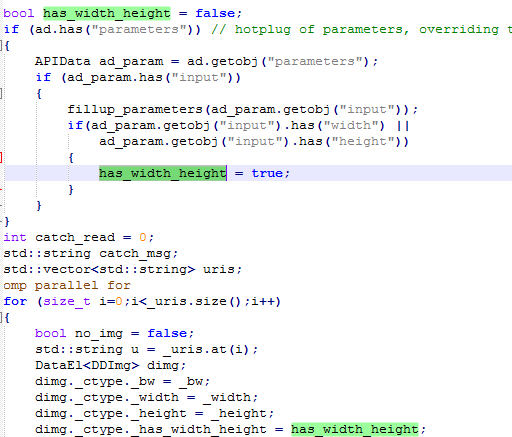 bool has_width_height = false;
if (ad.has("parameters")) // hotplug of parameters, overriding t
{
APIData ad_param = ad.getobj("parameters");
if (ad_param.has("input"))
{
fillup_parameters(ad_param.getobj("input"));
if(ad_param.getobj("input").has("width") ||
ad_param.getobj("input").has("height"))
{
has_width_height = true;
}
}
}
int catch_read = 0;
std::string catch_msg;
std::vector<std::string> uris;
omp parallel for
for (size_t i=0;i<_uris.size();i++)
{
bool no_img = false;
std::string u = _uris.at(i);
DataEl<DDImg> dimg;
dimg._ctype._bw = _bw;
dimg._ctype._width = _width;
dimg._ctype._height = _height;
dimg._ctype._has_width_height = has_width_height;